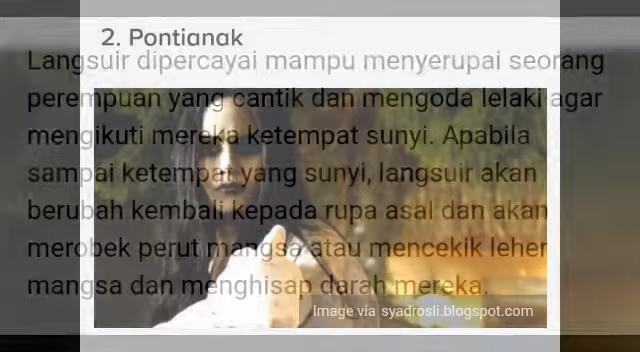 2. Pontianak
Langsuir dipercayai mampu menyerupai seorang
perempuan yang cantik dan mengoda lelaki agar
mengikuti mereka ketempat sunyi. Apabila
sampai ketempat yang sunyi, langsuir akan
berubah kembali kepada rupa asal dan akan
merobek perut mangsa atau mencekik leher
mangsa dan menghisap darah mereka.
Image via syadrosli.blogspot.com